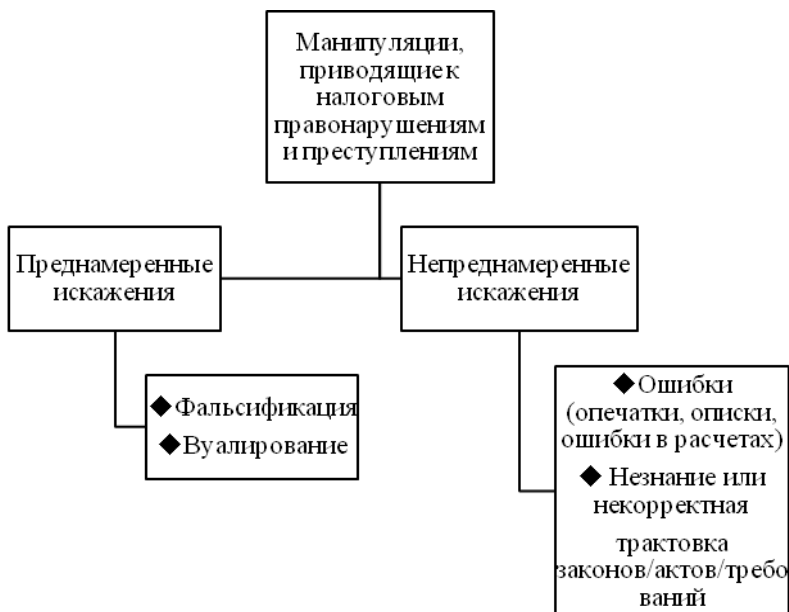 Манипуляции,
приводящие к
налоговым
правонарушениям
и преступлениям
Преднамеренные
искажения
Непреднамеренные
искажения
◆Фальсификация
◆Вуалирование
◆Ошибки
(опечатки, описки,
ошибки в расчетах)
◆ Незнание или
некорректная
трактовка
законов/актов/требо
ваний